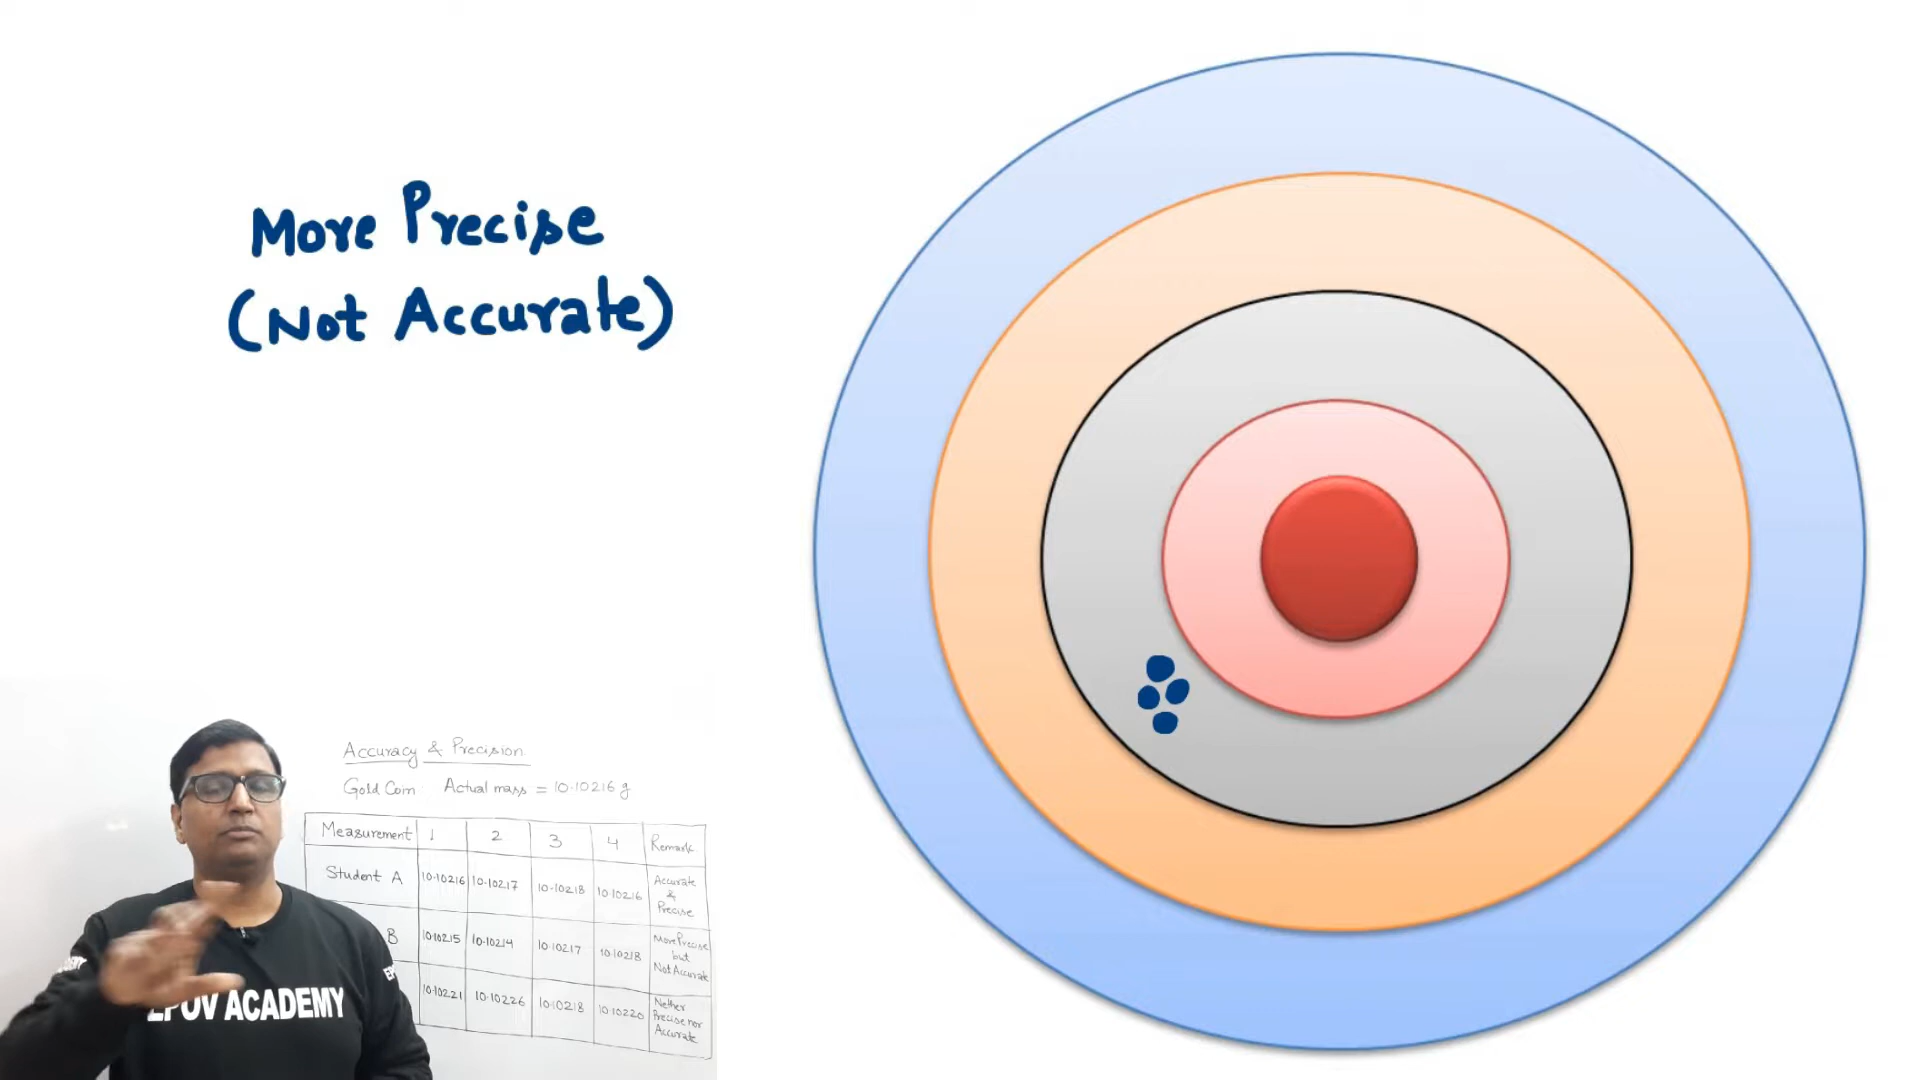 More Precise
(Not Accurate)
Accuracy & Precision
Gold Coin Actual mass = 10.10216 g
Measurement 1 2 3 4 Remark
Student A 10.10216 10.10217 10.10218 10.10216 Accurate & Precise
B 10.10215 10.10214 10.10217 10.10218 More Precise but Not Accurate
10.10221 10.10226 10.10218 10.10220 Nether Precise nor Accurate
EPOV ACADEMY